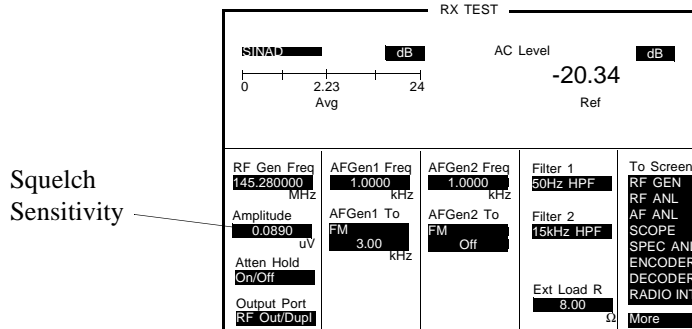 RX TEST
SINAD dB AC Level dB
-20.34
0 2.23 24
Avg Ref
RF Gen Freq AFGen1 Freq AFGen2 Freq Filter 1 To Screen
145.280000 1.0000 1.0000 50Hz HPF RF GEN
MHz kHz kHz RF ANL
Squelch
Sensitivity
Amplitude AFGen1 To AFGen2 To Filter 2 AF ANL
0.0890 FM FM 15kHz HPF SCOPE
uV 3.00 Off SPEC ANL
kHz
Atten Hold ENCODER
On/Off DECODER
Ext Load R RADIO INT
Output Port 8.00
RF Out/Dupl Ω More